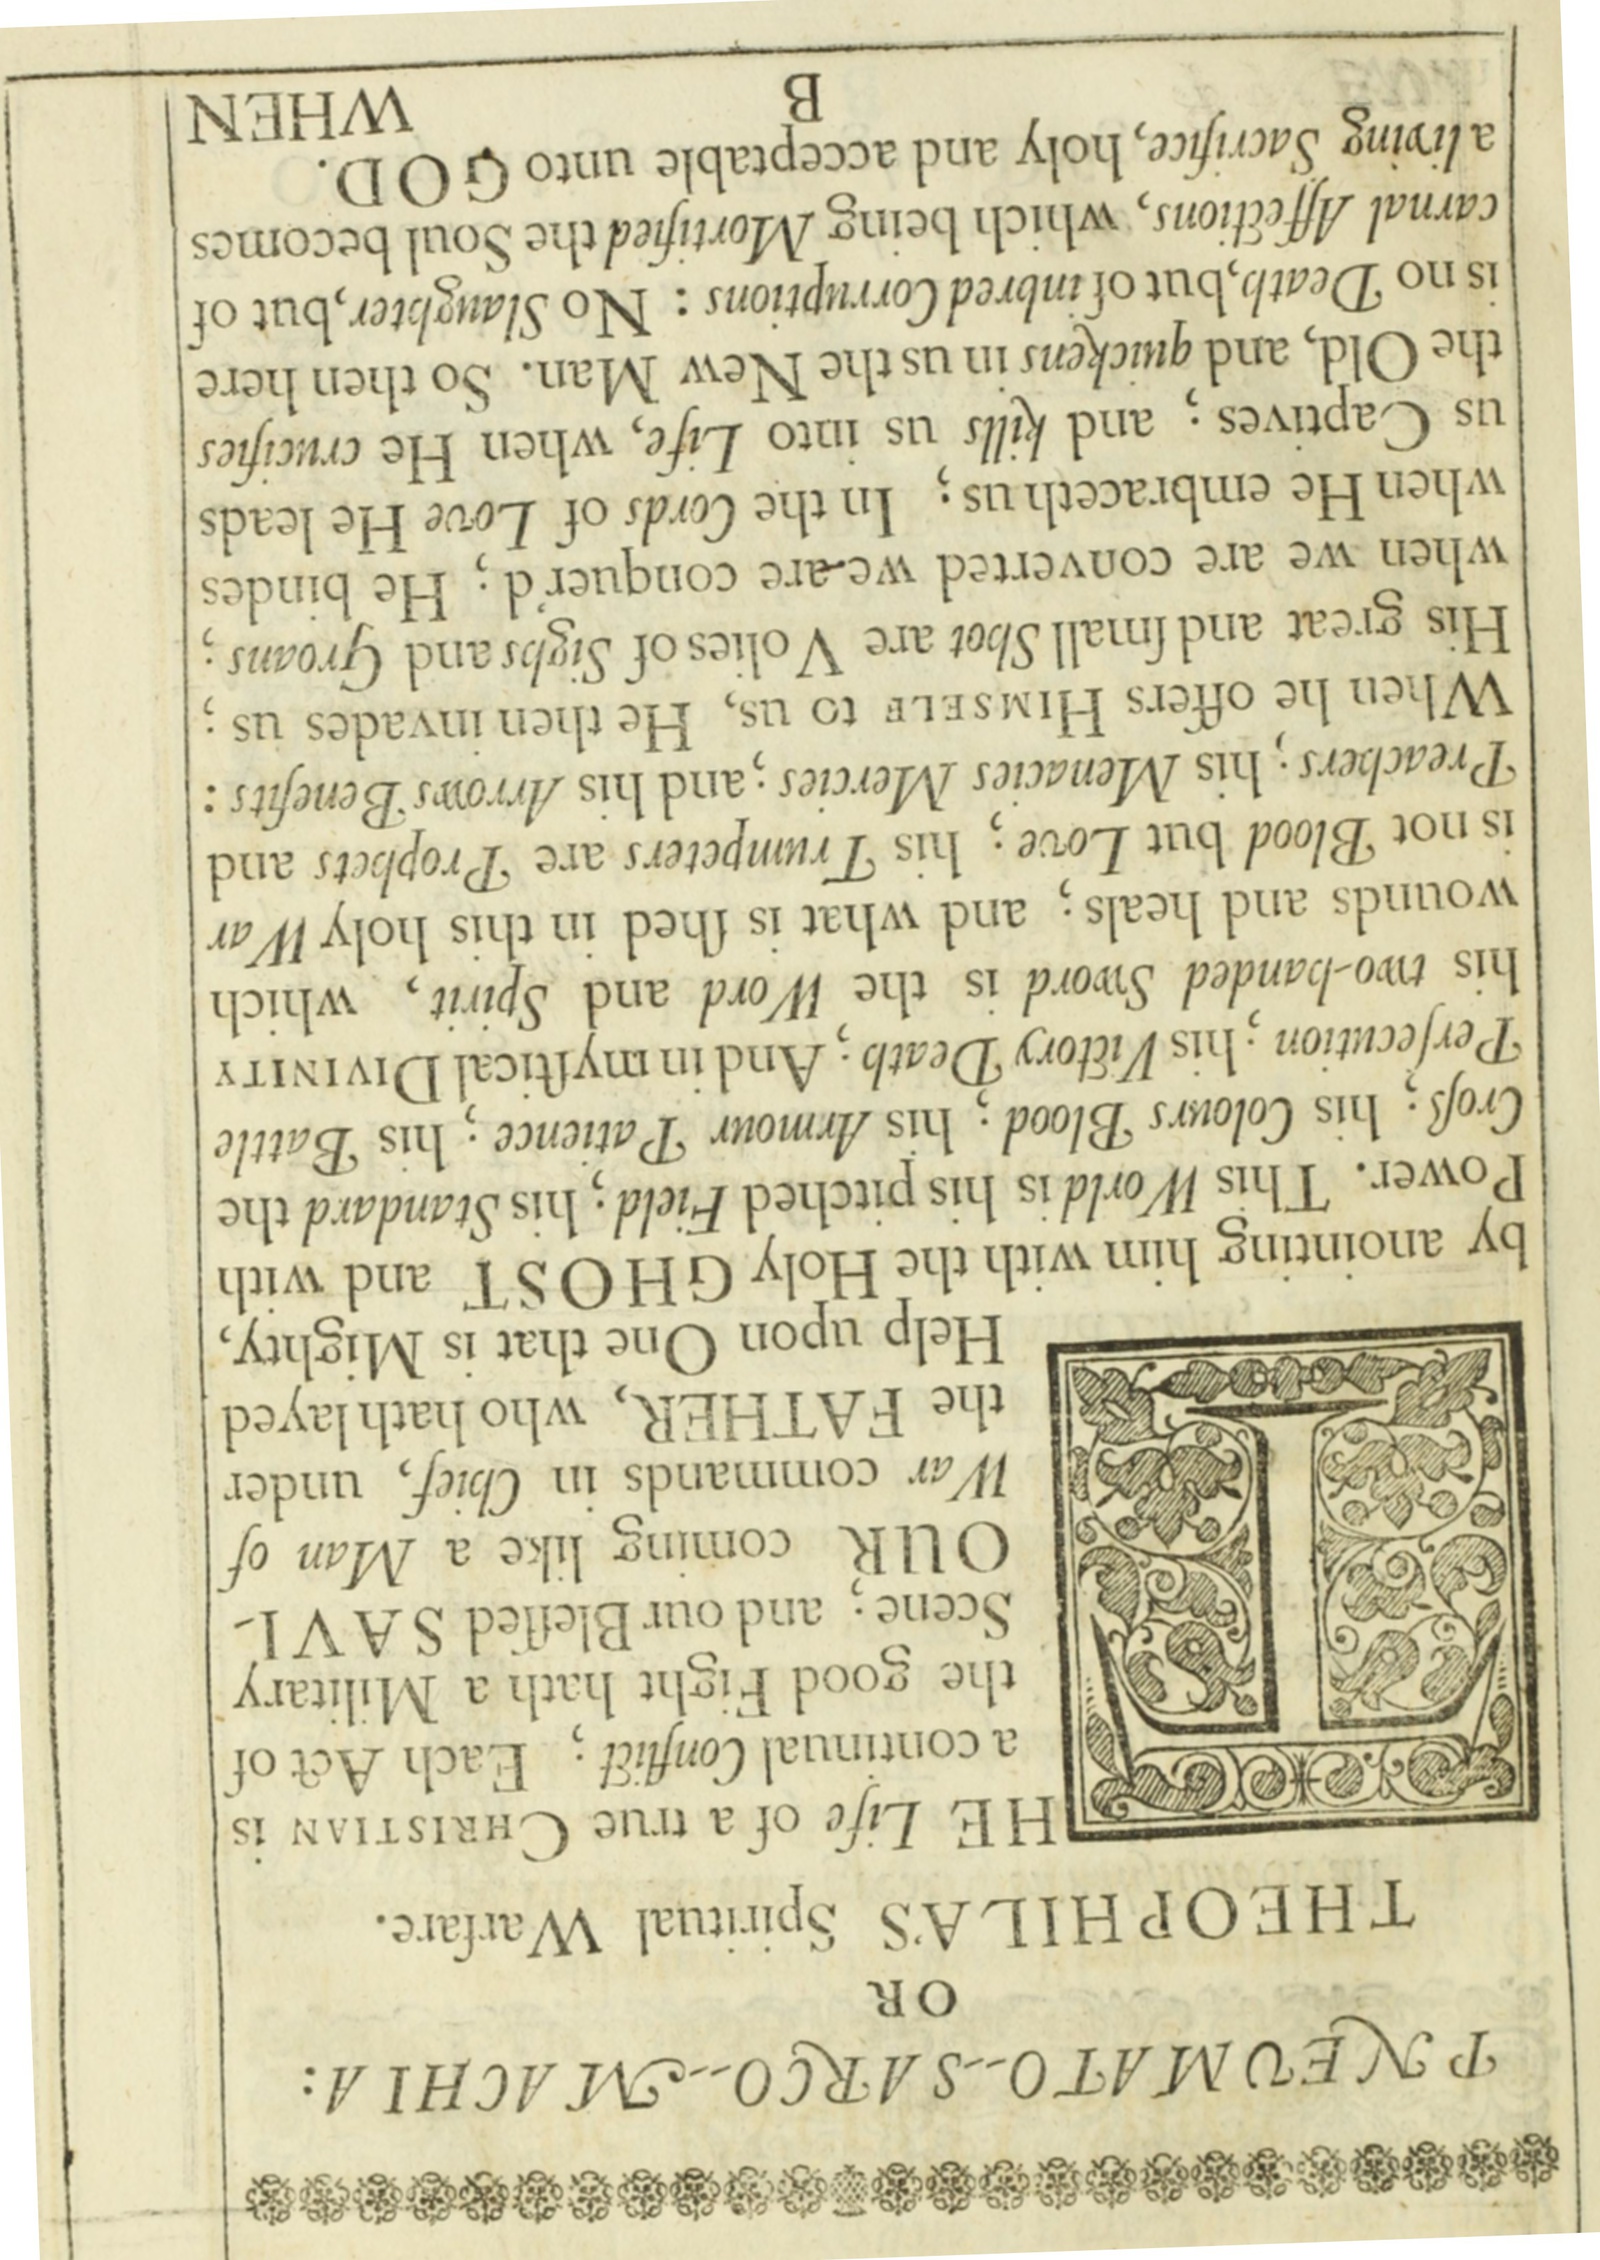 PNEUMATO-SARCO-MACHIA:
OR
THEOPHILA'S Spiritual Warfare.
THE Life of a true CHRISTIAN is
a continual Conflict; Each Act of
the good Fight hath a Military
Scene; and our Bleſſed SAVI-
OUR coming like a Man of
War commands in Chief, under
the FATHER, who hath layed
Help upon One that is Mighty,
by anointing him with the Holy GHOST and with
Power. This World is his pitched Field; his Standard the
Croſs; his Colours Blood; his Armour Patience; his Battle
Perſecution; his Victory Death; And in myſtical DIVINITY
his two-handed Sword is the Word and Spirit, which
wounds and heals; and what is ſhed in this holy War
is not Blood but Love; his Trumpeters are Prophets and
Preachers; his Menacies Mercies; and his Arrows Benefits:
When he offers HIMSELF to us, He then invades us;
His great and ſmall Shot are Volies of Sighs and Groans;
when we are converted we are conquer'd; He bindes
when He embraceth us; In the Cords of Love He leads
us Captives; and kills us into Life, when He crucifies
the Old, and quickens in us the New Man. So then here
is no Death, but of inbred Corruptions: No Slaughter, but of
carnal Affections, which being Mortified the Soul becomes
a living Sacrifice, holy and acceptable unto GOD.
B WHEN